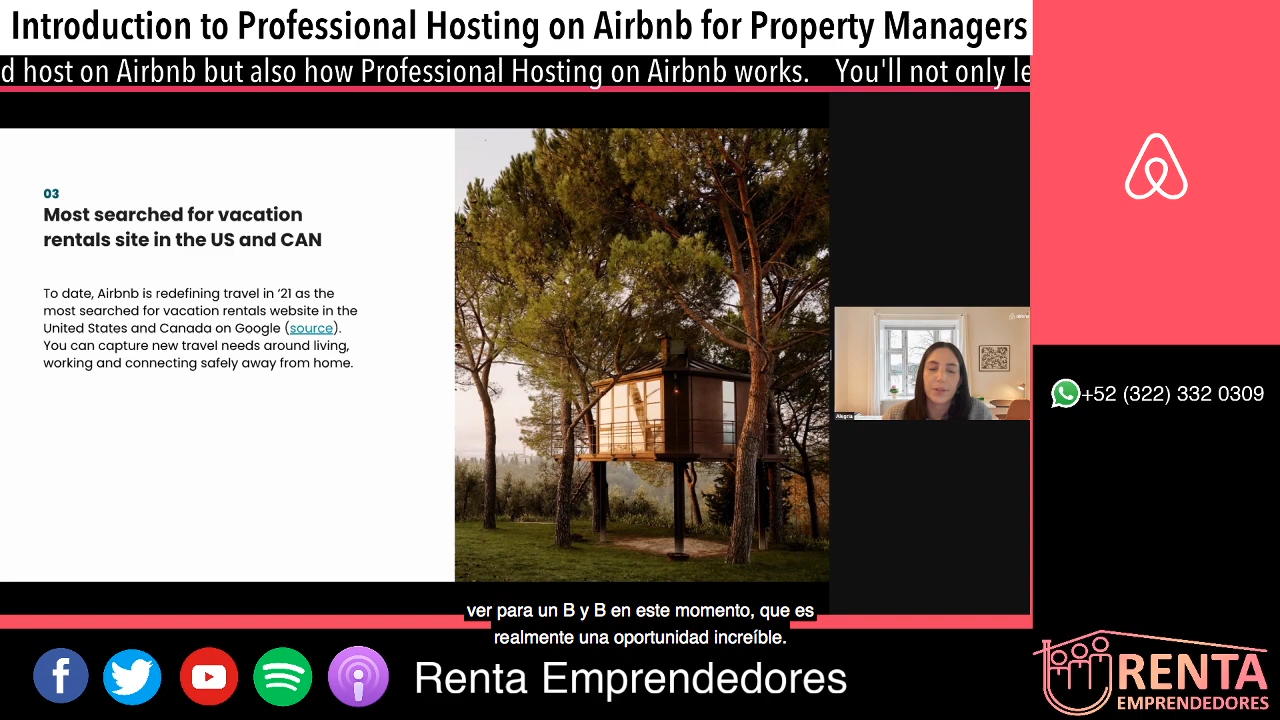 Introduction to Professional Hosting on Airbnb for Property Managers
d host on Airbnb but also how Professional Hosting on Airbnb works. You'll not only le
03
Most searched for vacation
rentals site in the US and CAN
To date, Airbnb is redefining travel in ‘21 as the
most searched for vacation rentals website in the
United States and Canada on Google (source).
You can capture new travel needs around living,
working and connecting safely away from home.
Alegria
+52 (322) 332 0309
ver para un B y B en este momento, que es
realmente una oportunidad increíble.
Renta Emprendedores
RENTA
EMPRENDEDORES